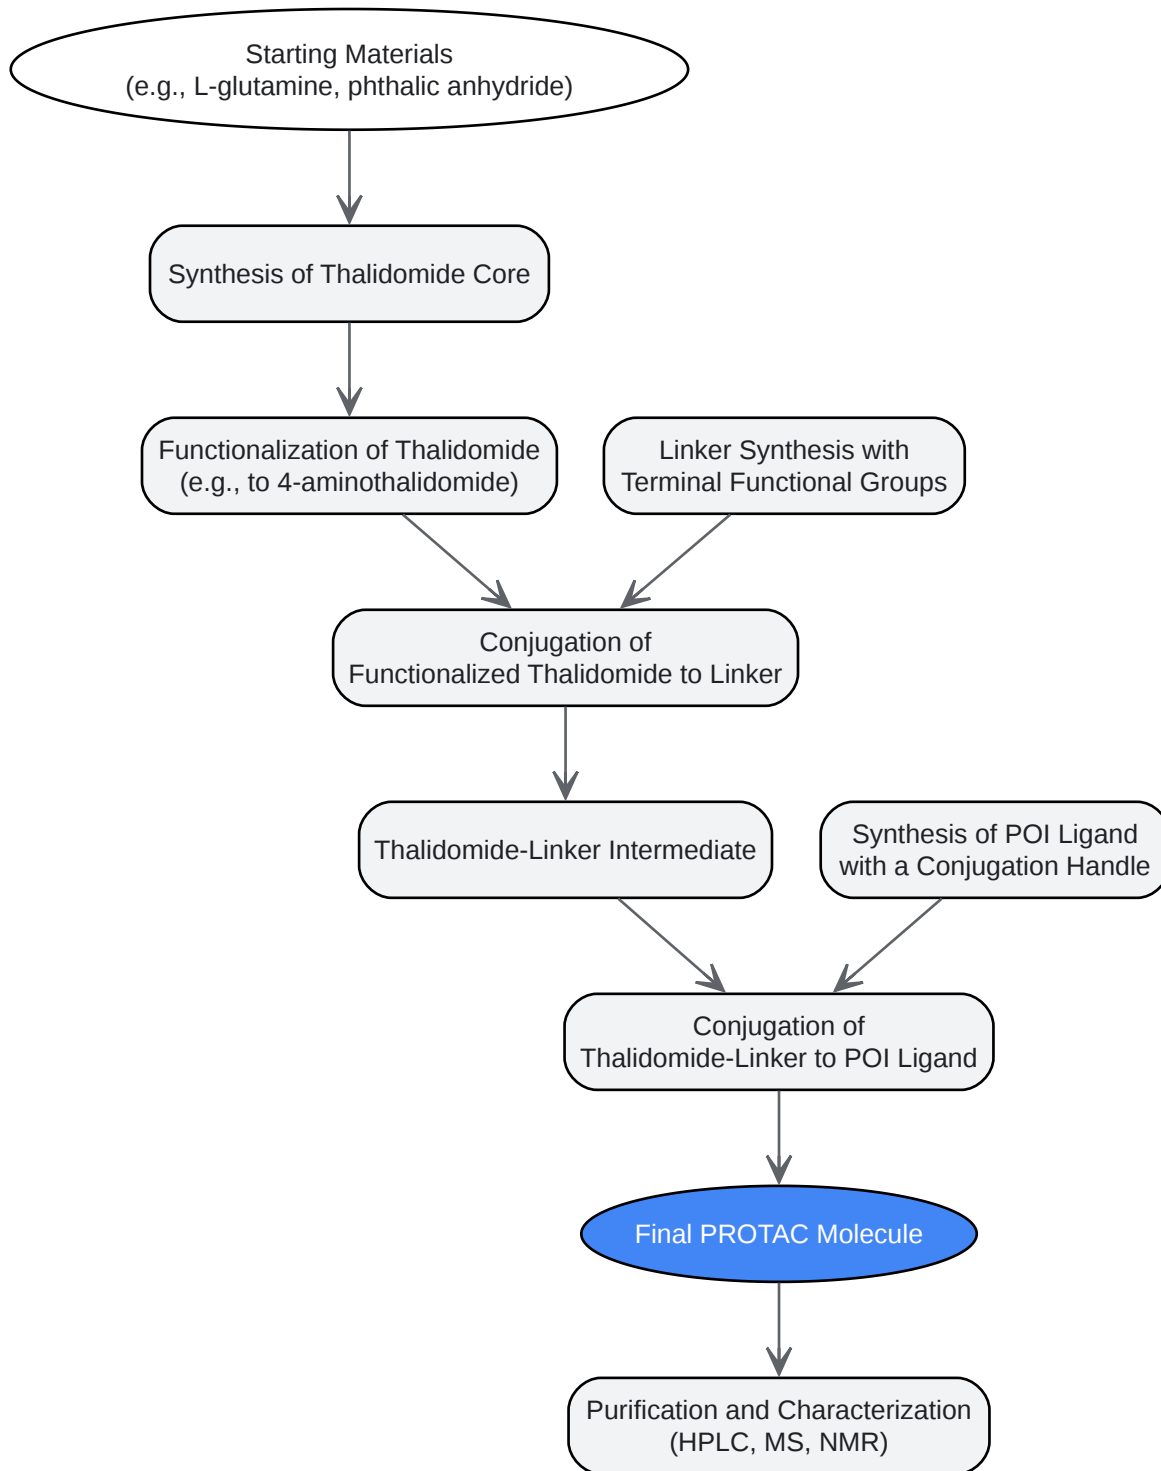 Starting Materials
(e.g., L-glutamine, phthalic anhydride)
Synthesis of Thalidomide Core
Functionalization of Thalidomide
(e.g., to 4-aminothalidomide)
Linker Synthesis with
Terminal Functional Groups
Conjugation of
Functionalized Thalidomide to Linker
Thalidomide-Linker Intermediate
Synthesis of POI Ligand
with a Conjugation Handle
Conjugation of
Thalidomide-Linker to POI Ligand
Final PROTAC Molecule
Purification and Characterization
(HPLC, MS, NMR)